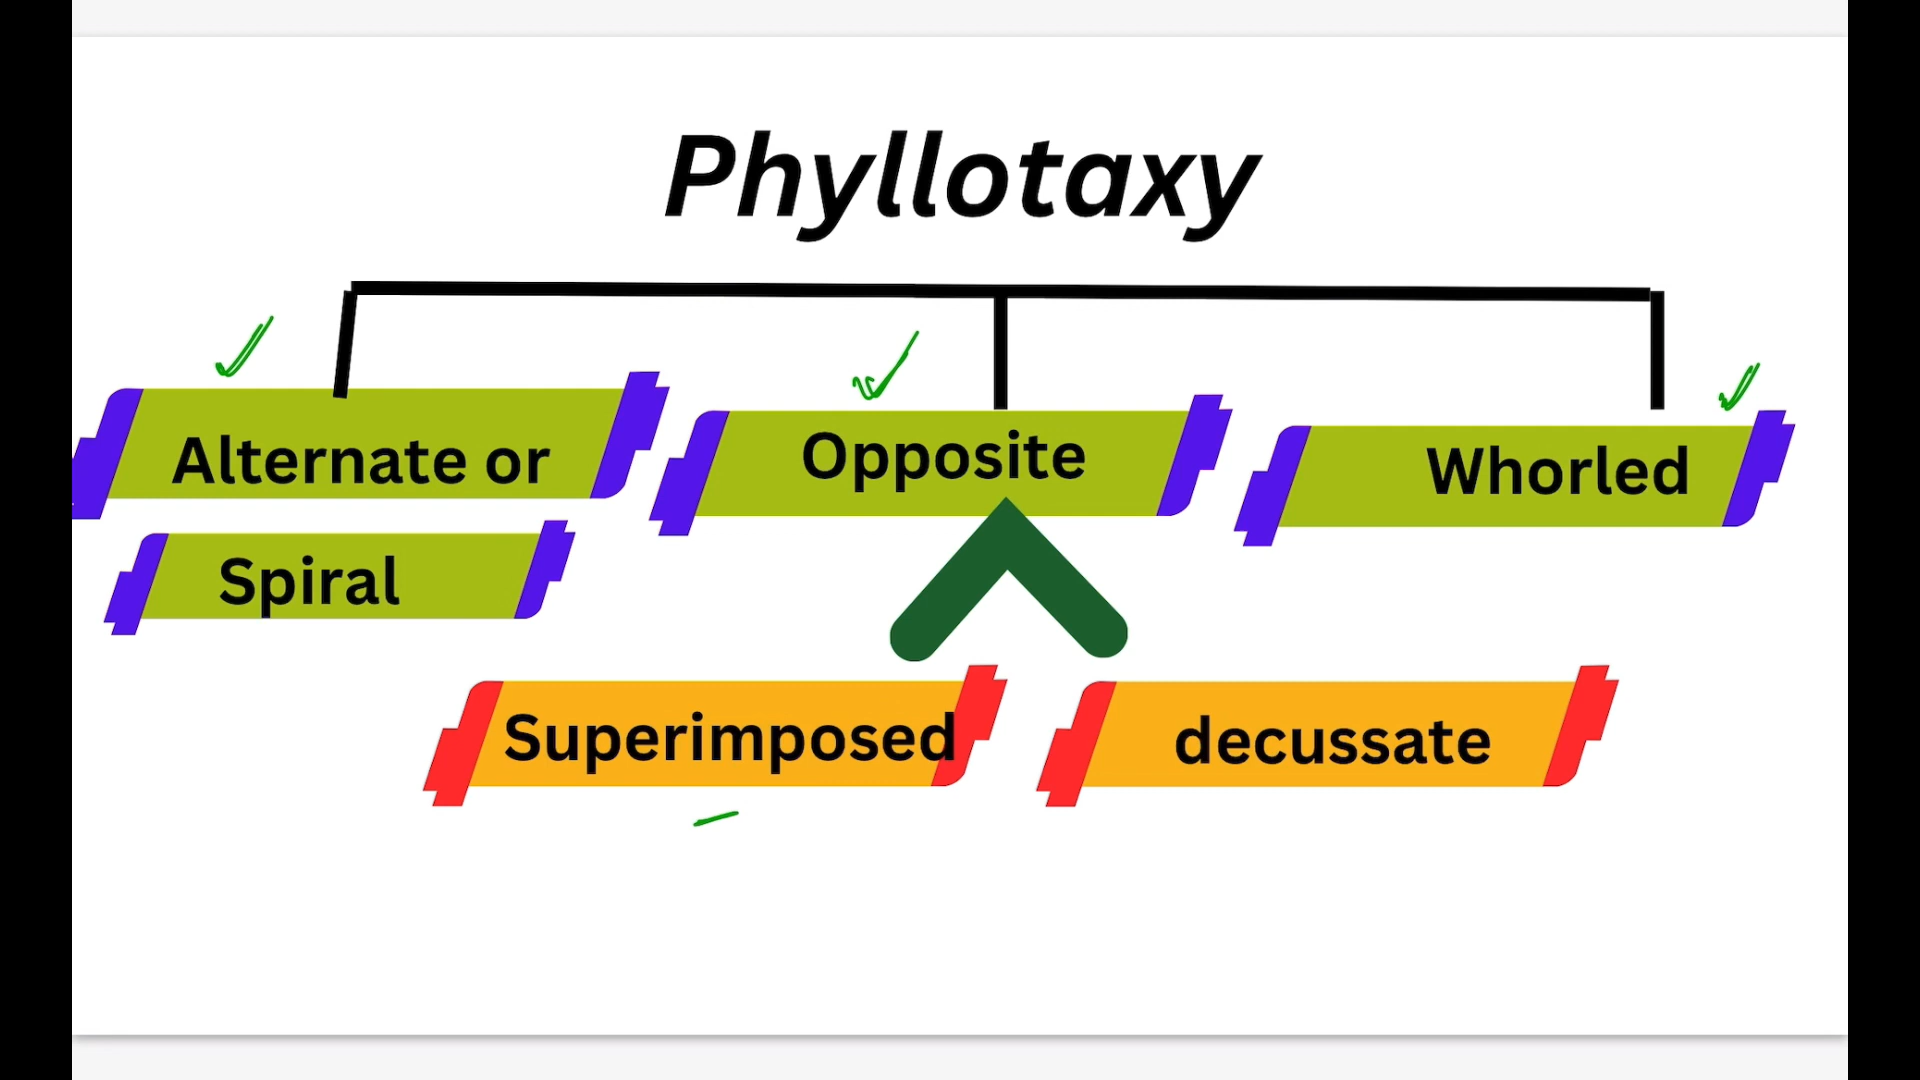 Phyllotaxy
Alternate or
Spiral
Opposite
Whorled
Superimposed
decussate